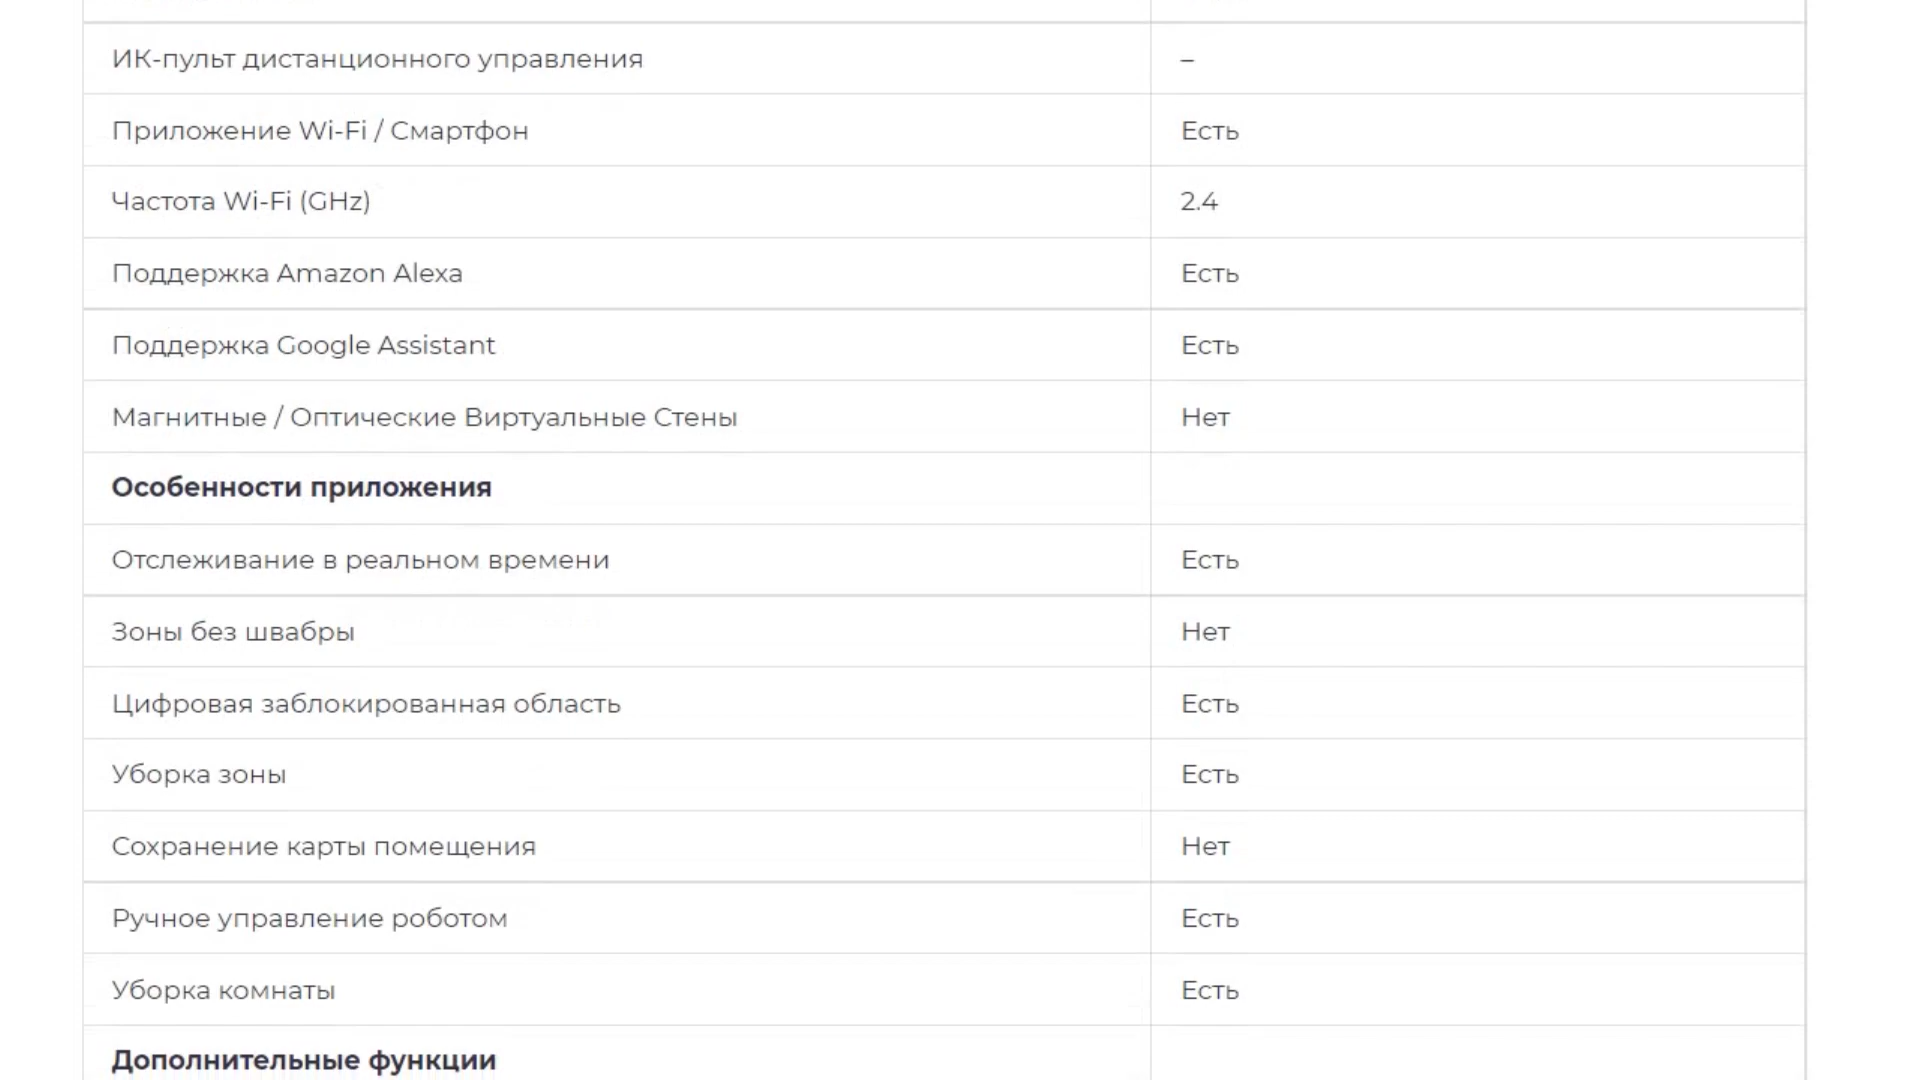 ИК-пульт дистанционного управления –
Приложение Wi-Fi / Смартфон Есть
Частота Wi-Fi (GHz) 2.4
Поддержка Amazon Alexa Есть
Поддержка Google Assistant Есть
Магнитные / Оптические Виртуальные Стены Нет
Особенности приложения
Отслеживание в реальном времени Есть
Зоны без швабры Нет
Цифровая заблокированная область Есть
Уборка зоны Есть
Сохранение карты помещения Нет
Ручное управление роботом Есть
Уборка комнаты Есть
Дополнительные функции